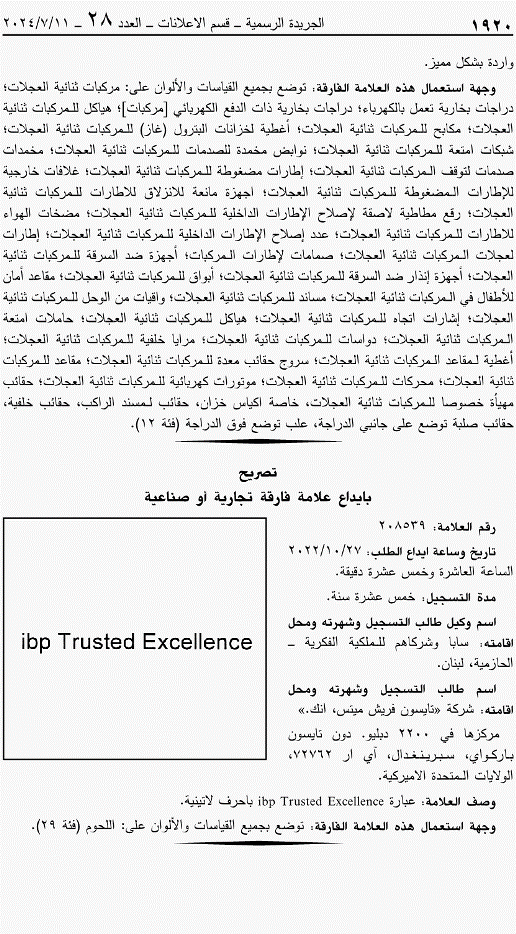 ١٩٢٠ الجريدة الرسمية ــ قسم الاعلانات ــ العدد ٢٨ ــ ٢٠٢٤/٧/١١
واردة بشكل مميز.
وجهة استعمال هذه العلامة الفارقة: توضع بجميع القياسات والألوان على: مركبات ثنائية العجلات؛
دراجات بخارية تعمل بالكهرباء؛ دراجات بخارية ذات الدفع الكهربائي [مركبات]؛ هياكل للمركبات ثنائية
العجلات؛ مكابح للمركبات ثنائية العجلات؛ أغطية لخزانات البترول (غاز) للمركبات ثنائية العجلات؛
شبكات امتعة للمركبات ثنائية العجلات؛ نوابض مخمدة للصدمات للمركبات ثنائية العجلات؛ مخمدات
صدمات لتوقف المركبات ثنائية العجلات؛ إطارات مضغوطة للمركبات ثنائية العجلات؛ غلافات خارجية
للإطارات المضغوطة للمركبات ثنائية العجلات؛ اجهزة مانعة للانزلاق للاطارات للمركبات ثنائية
العجلات؛ رقع مطاطية لاصقة لإصلاح الإطارات الداخلية للمركبات ثنائية العجلات؛ مضخات الهواء
للاطارات للمركبات ثنائية العجلات؛ عدد إصلاح الإطارات الداخلية للمركبات ثنائية العجلات؛ إطارات
لعجلات المركبات ثنائية العجلات؛ صمامات لإطارات المركبات؛ أجهزة ضد السرقة للمركبات ثنائية
العجلات؛ أجهزة إنذار ضد السرقة للمركبات ثنائية العجلات؛ أبواق للمركبات ثنائية العجلات؛ مقاعد أمان
للأطفال في المركبات ثنائية العجلات؛ مساند للمركبات ثنائية العجلات؛ واقيات من الوحل للمركبات ثنائية
العجلات؛ إشارات اتجاه للمركبات ثنائية العجلات؛ هياكل للمركبات ثنائية العجلات؛ حاملات امتعة
المركبات ثنائية العجلات؛ دواسات للمركبات ثنائية العجلات؛ مرايا خلفية للمركبات ثنائية العجلات؛
أغطية لمقاعد المركبات ثنائية العجلات؛ سروج حقائب معدة للمركبات ثنائية العجلات؛ مقاعد للمركبات
ثنائية العجلات؛ محركات للمركبات ثنائية العجلات؛ موتورات كهربائية للمركبات ثنائية العجلات؛ حقائب
مهيأة خصوصا للمركبات ثنائية العجلات، خاصة اكياس خزان، حقائب لمسند الراكب، حقائب خلفية،
حقائب صلبة توضع على جانبي الدراجة، علب توضع فوق الدراجة (فئة ١٢).
تصريح
بايداع علامة فارقة تجارية أو صناعية
رقم العلامة: ٢٠٨٥٣٩
تاريخ وساعة ايداع الطلب: ٢٠٢٢/١٠/٢٧
الساعة العاشرة وخمس عشرة دقيقة.
مدة التسجيل: خمس عشرة سنة.
اسم وكيل طالب التسجيل وشهرته ومحل
اقامته: سابا وشركاهم للملكية الفكرية ــ
الحازمية، لبنان.
اسم طالب التسجيل وشهرته ومحل
اقامته: شركة «تايسون فريش ميتس، انك.»
مركزها في ٢٢٠٠ دبليو. دون تايسون
باركواي، سبرينغدال، آي ار ٧٢٧٦٢،
الولايات المتحدة الاميركية.
ibp Trusted Excellence
وصف العلامة: عبارة ibp Trusted Excellence باحرف لاتينية.
وجهة استعمال هذه العلامة الفارقة: توضع بجميع القياسات والألوان على: اللحوم (فئة ٢٩).